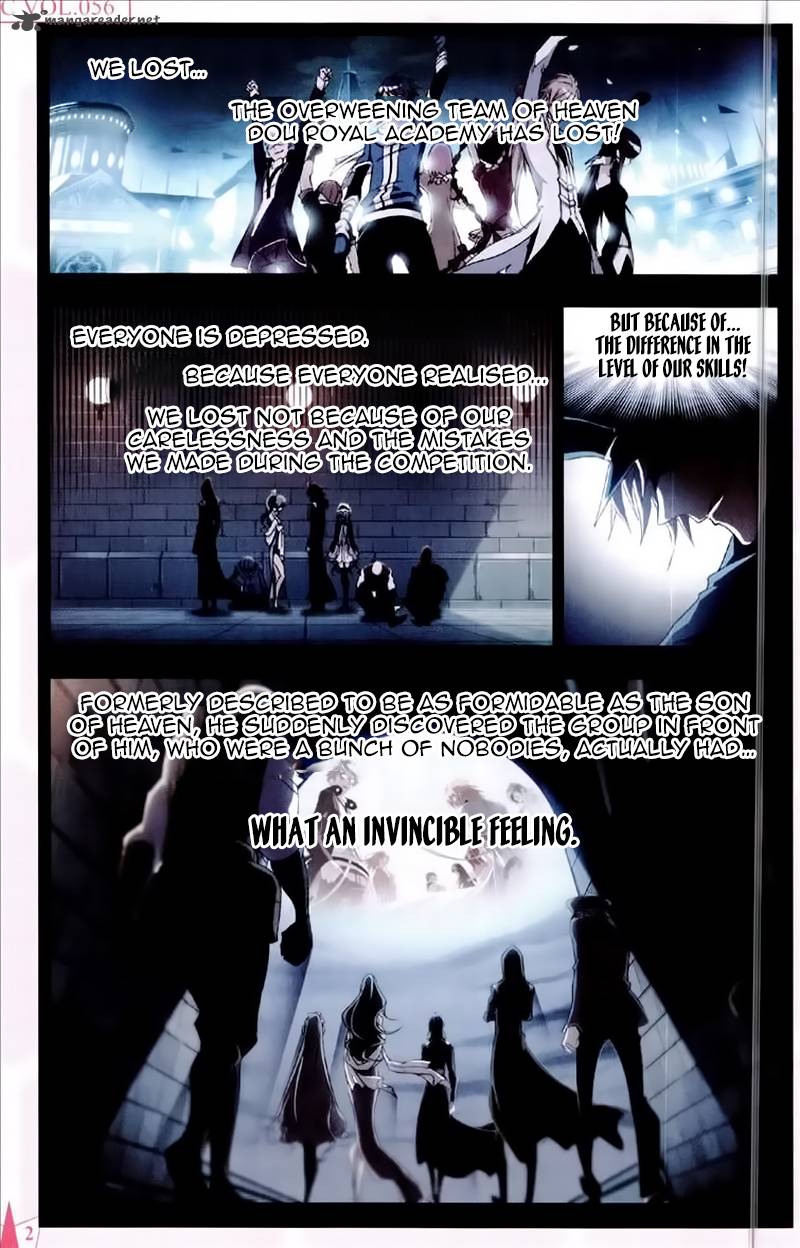 C VOL.056
mangareader.net
WE LOST...
THE OVERWEENING TEAM OF HEAVEN
DOU ROYAL ACADEMY HAS LOST!
EVERYONE IS DEPRESSED.
BECAUSE EVERYONE REALISED...
WE LOST NOT BECAUSE OF OUR
CARELESSNESS AND THE MISTAKES
WE MADE DURING THE COMPETITION.
BUT BECAUSE OF...
THE DIFFERENCE IN THE
LEVEL OF OUR SKILLS!
FORMERLY DESCRIBED TO BE AS FORMIDABLE AS THE SON
OF HEAVEN, HE SUDDENLY DISCOVERED THE GROUP IN FRONT
OF HIM, WHO WERE A BUNCH OF NOBODIES, ACTUALLY HAD...
WHAT AN INVINCIBLE FEELING.
2